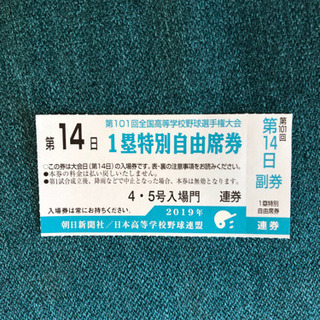 第101回全国高等学校野球選手権大会
第14日 1塁特別自由席券
○この券は大会日(第14日)の入場券です。表・裏の注意事項をお読みください。
●本券の料金は払い戻しいたしません。
●第1試合成立後、降雨などで中止となった場合、本券は無効となります。
4・5号入場門 連券
入場券は常にお持ちください。
2019年
朝日新聞社/日本高等学校野球連盟
第101回
第14日
副券
1塁特別
自由席券
連券